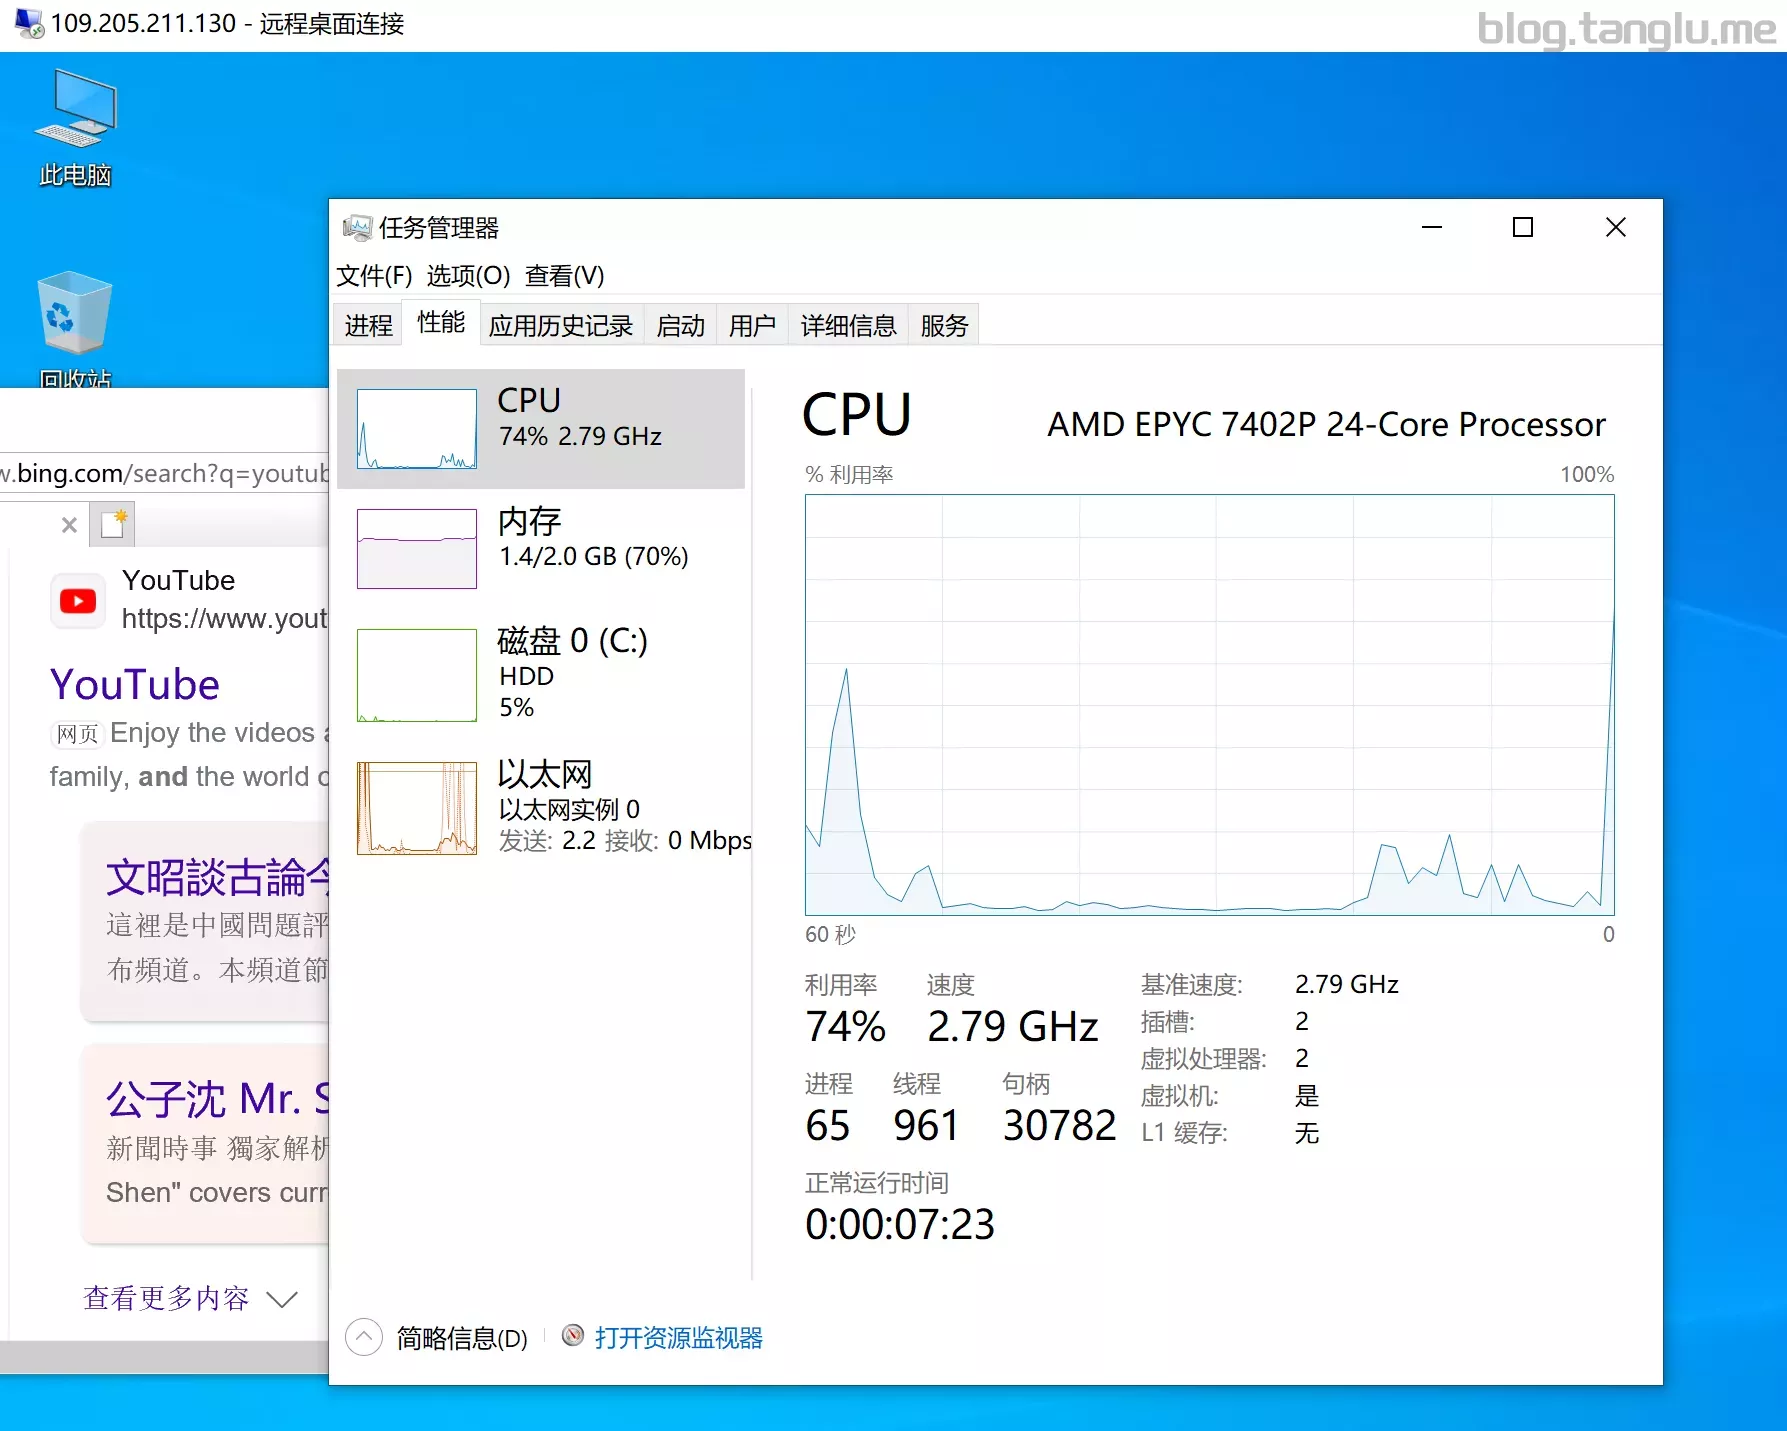 109.205.211.130 - 远程桌面连接
blog.tanglu.me
此电脑
回收站
w.bing.com/search?q=youtub
YouTube
https://www.yout
YouTube
网页 Enjoy the videos a
family, and the world o
文昭談古論今
這裡是中國問題評
布頻道。本頻道節
公子沈 Mr. S
新聞時事 獨家解析
Shen" covers curr
查看更多内容
任务管理器
文件(F) 选项(O) 查看(V)
进程 性能 应用历史记录 启动 用户 详细信息 服务
CPU
74% 2.79 GHz
内存
1.4/2.0 GB (70%)
磁盘 0 (C:)
HDD
5%
以太网
以太网实例 0
发送: 2.2 接收: 0 Mbps
CPU AMD EPYC 7402P 24-Core Processor
% 利用率 100%
60 秒 0
利用率 速度
74% 2.79 GHz
进程 线程 句柄
65 961 30782
正常运行时间
0:00:07:23
基准速度: 2.79 GHz
插槽: 2
虚拟处理器: 2
虚拟机: 是
L1 缓存: 无
简略信息(D) 打开资源监视器